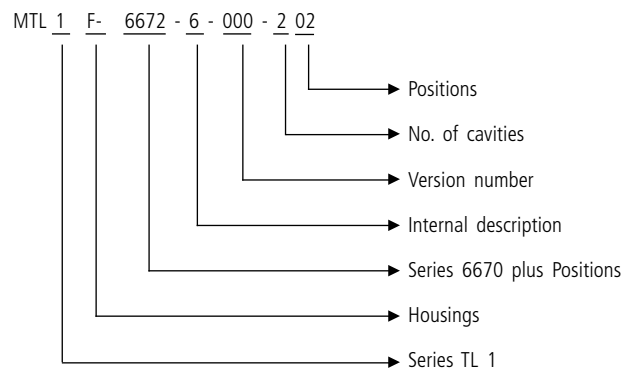 MTL 1 F- 6672 - 6 - 000 - 2 02
Positions
No. of cavities
Version number
Internal description
Series 6670 plus Positions
Housings
Series TL 1